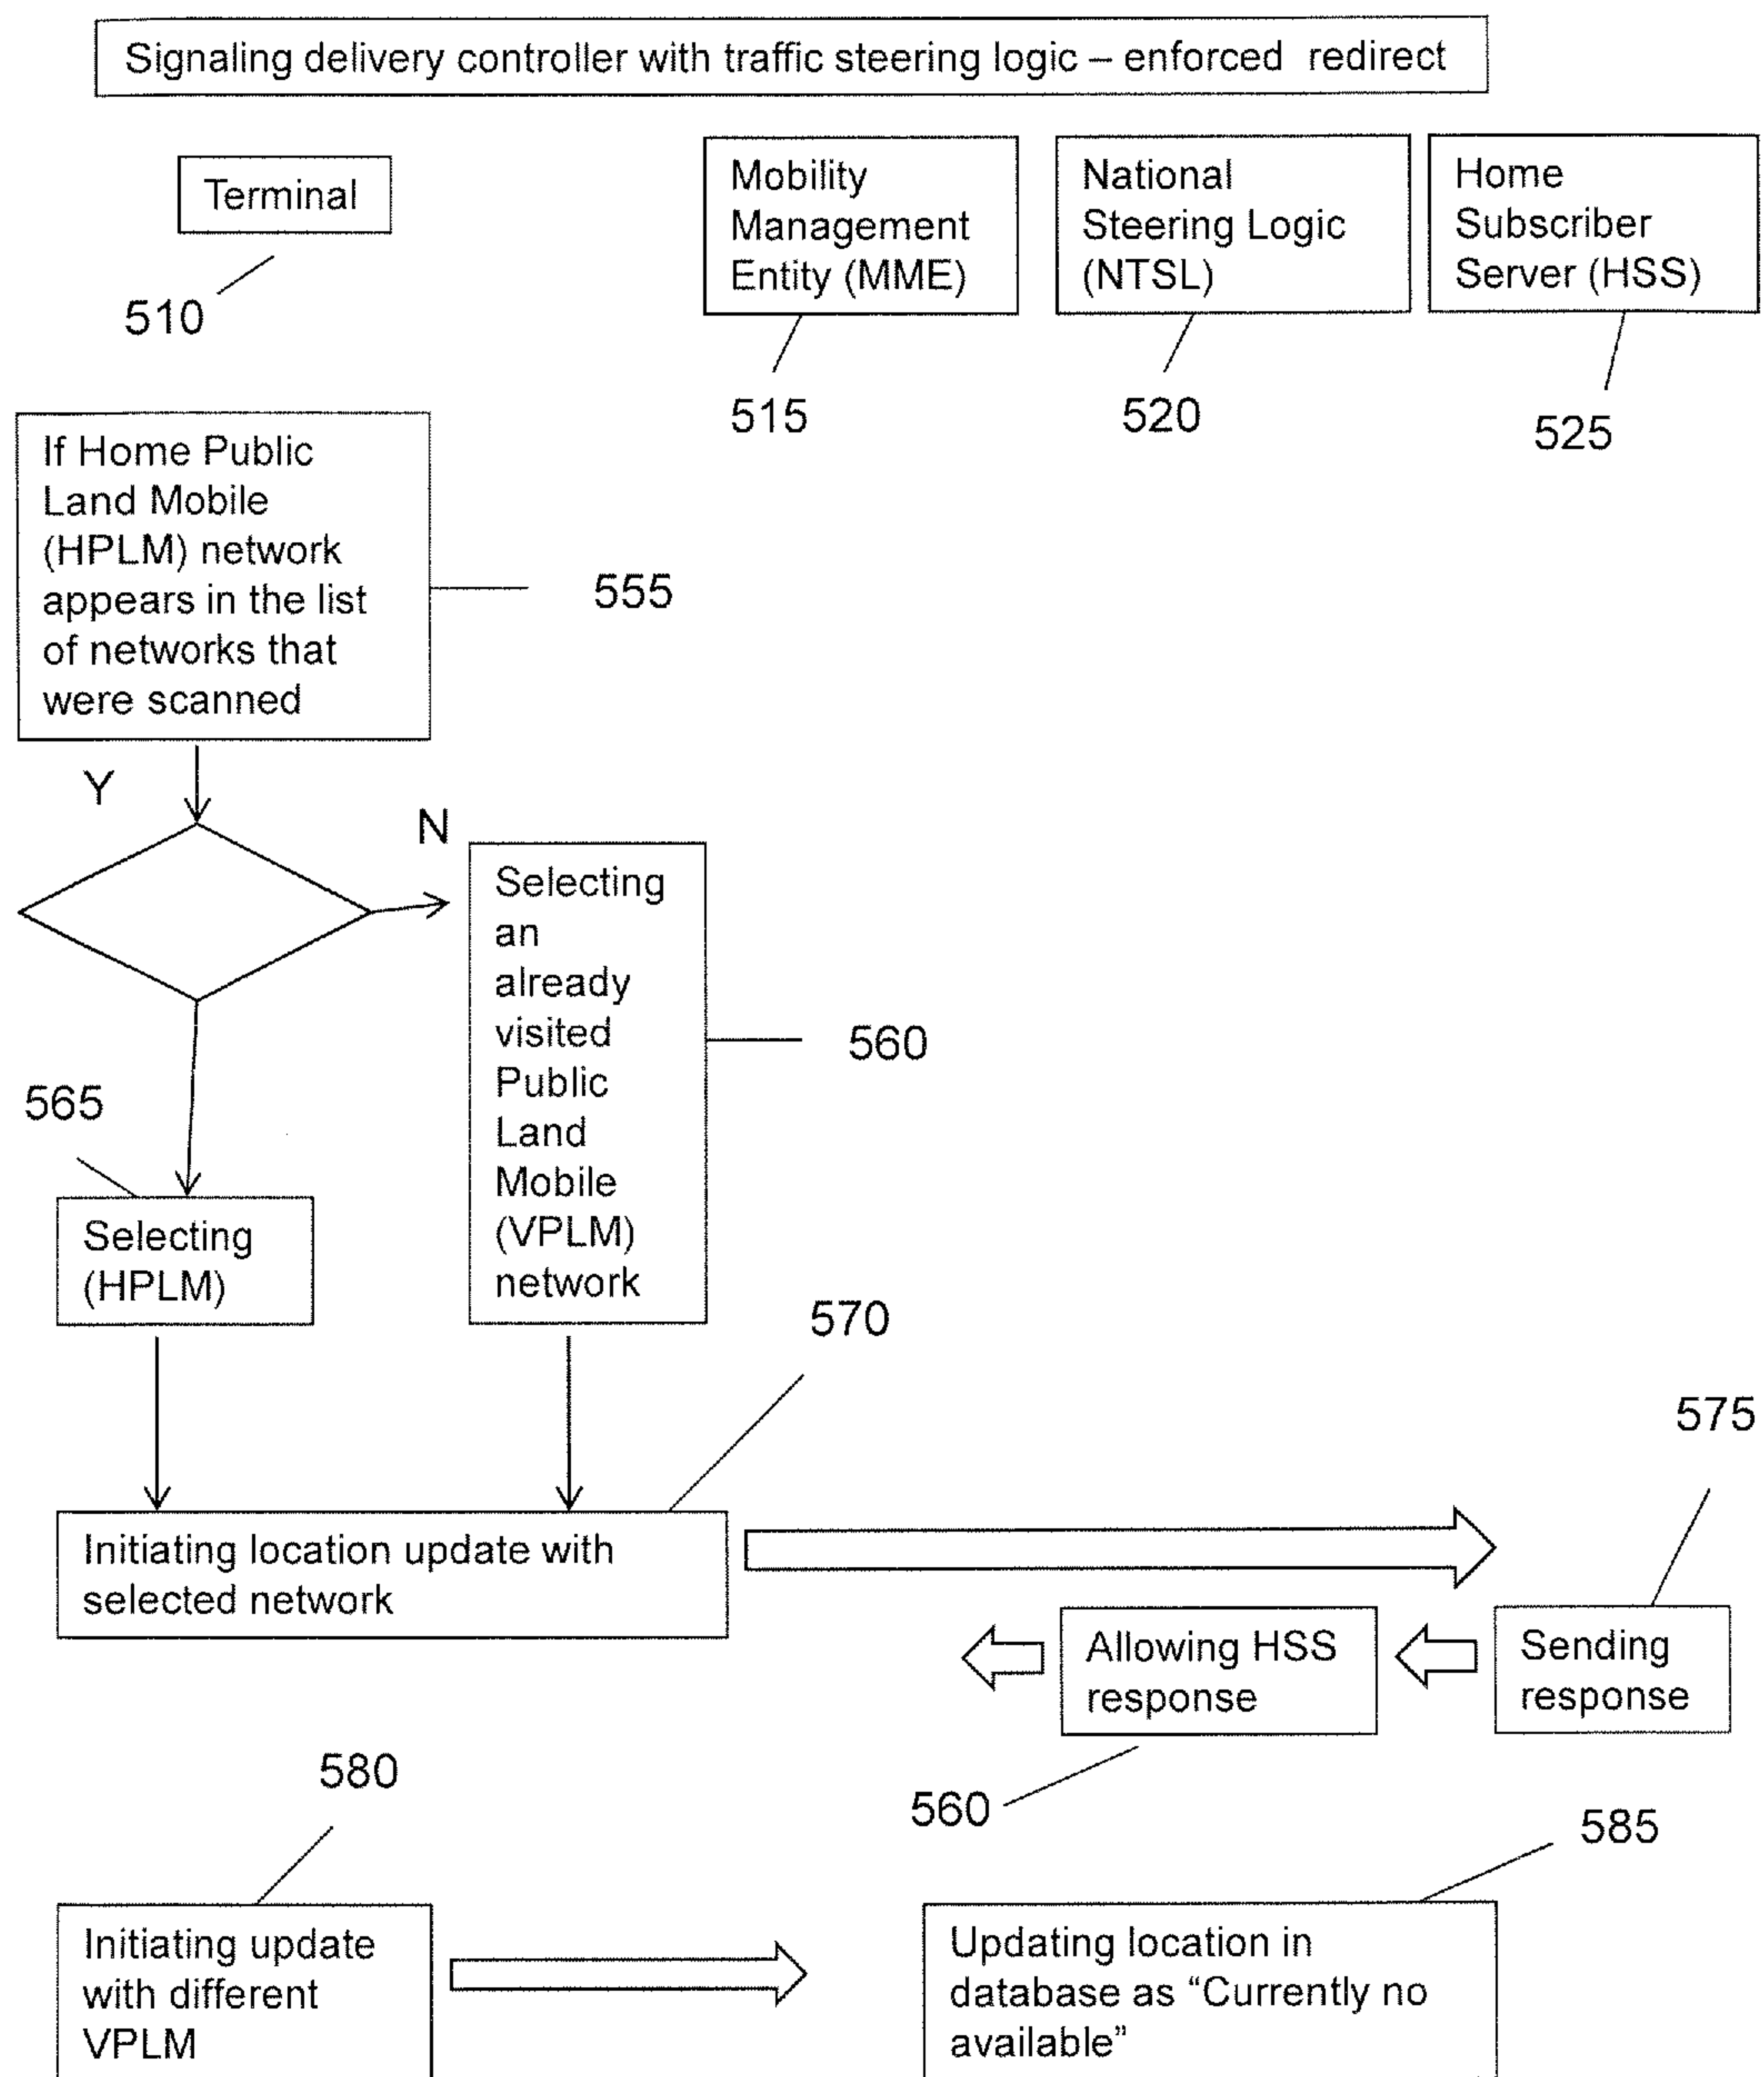 Signaling delivery controller with traffic steering logic – enforced redirect
Terminal
510
Mobility
Management
Entity (MME)
515
National
Steering Logic
(NTSL)
520
Home
Subscriber
Server (HSS)
525
If Home Public
Land Mobile
(HPLM) network
appears in the list
of networks that
were scanned
555
Y
N
Selecting
an
already
visited
Public
Land
Mobile
(VPLM)
network
560
565
Selecting
(HPLM)
570
Initiating location update with
selected network
575
Sending
response
Allowing HSS
response
560
580
Initiating update
with different
VPLM
585
Updating location in
database as “Currently no
available”